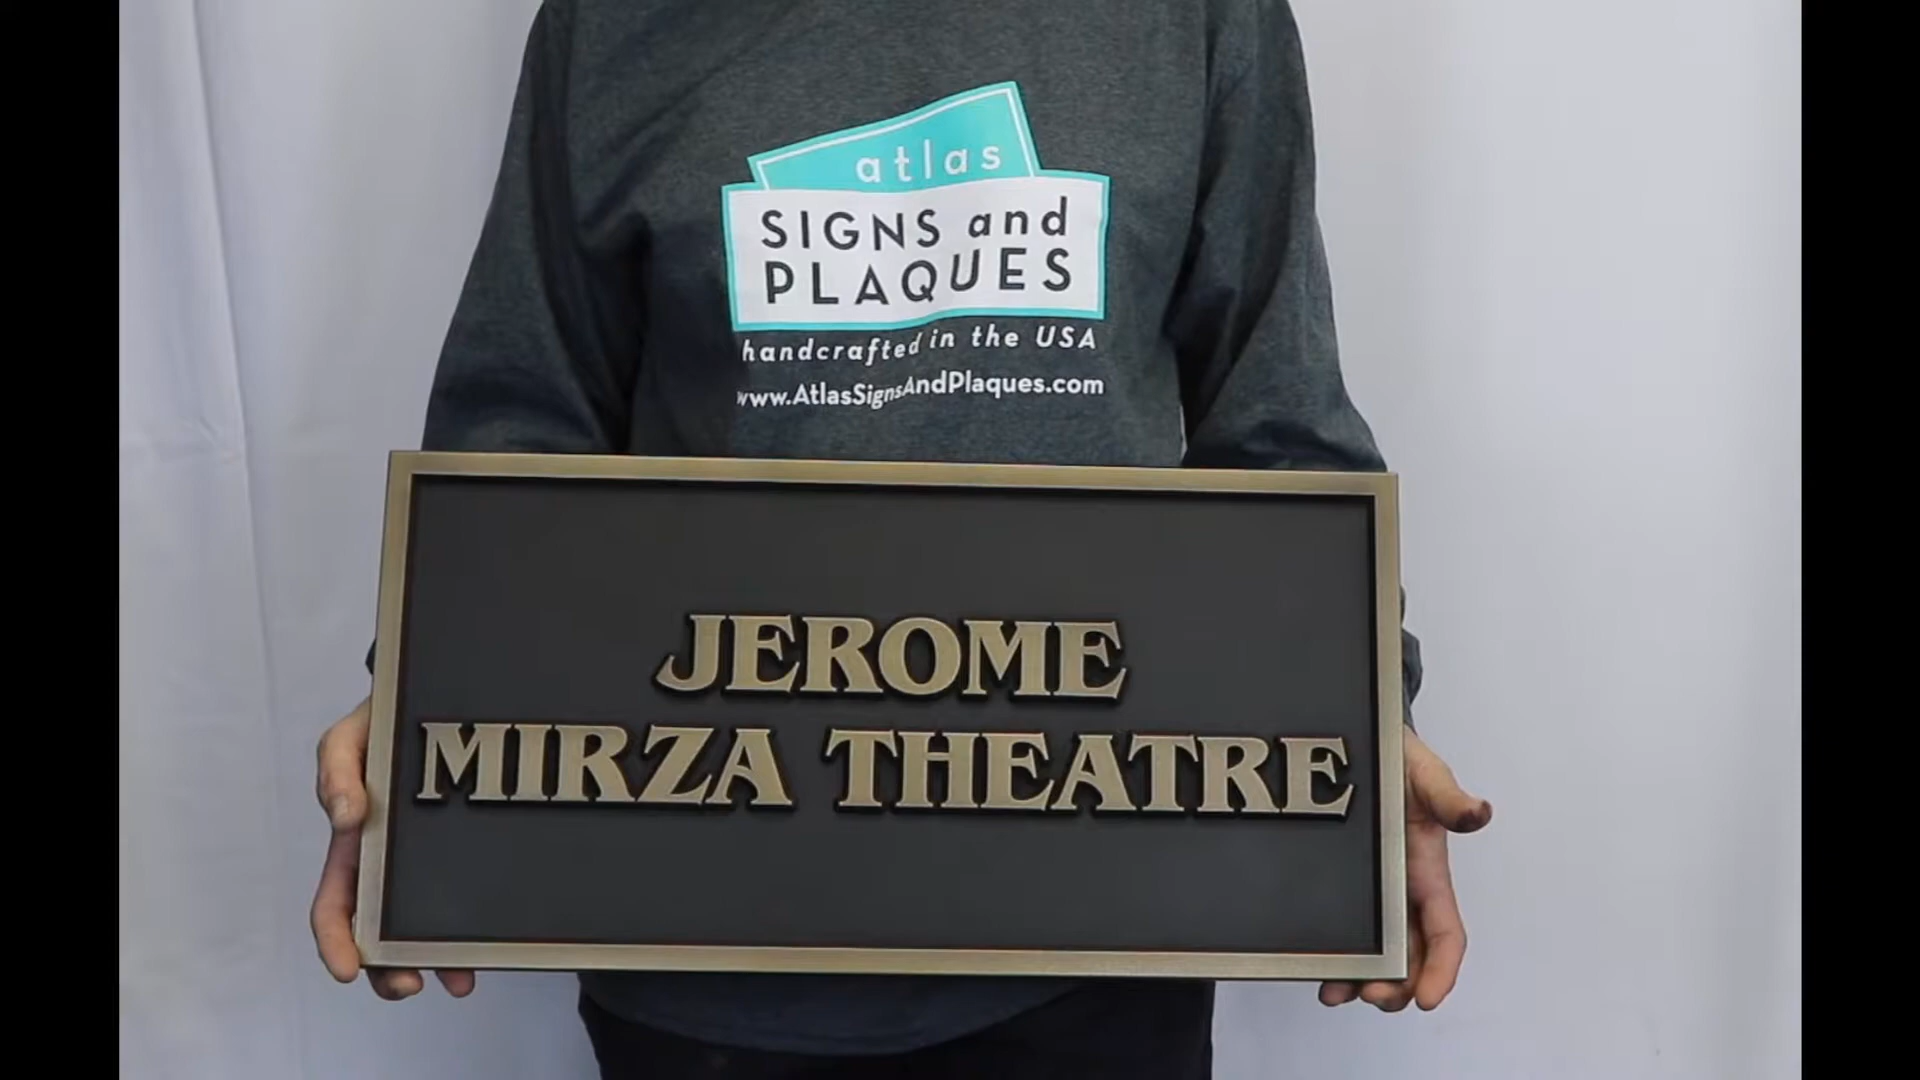 atlas
SIGNS and
PLAQUES
handcrafted in the USA
www.AtlasSignsAndPlaques.com
JEROME
MIRZA THEATRE